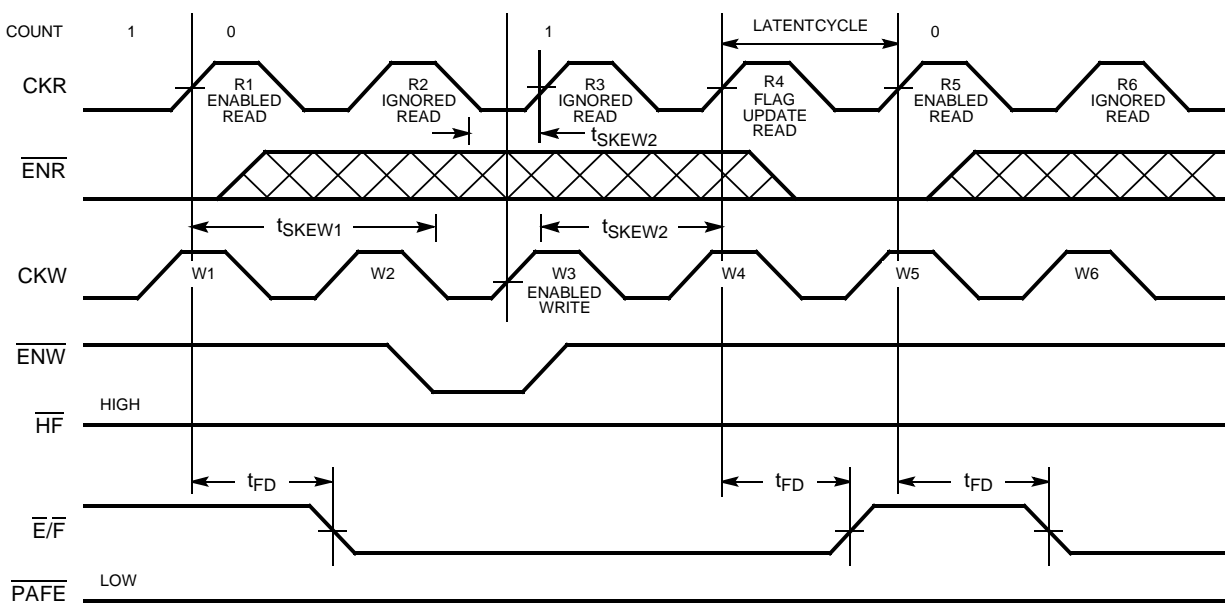 COUNT 1 0 1 LATENTCYCLE 0
CKR R1 R2 R3 R4 R5 R6
ENABLED IGNORED IGNORED FLAG ENABLED IGNORED
READ READ READ UPDATE READ READ
READ
tSKEW2
ENR
tSKEW1 tSKEW2
CKW W1 W2 W3 W4 W5 W6
ENABLED
WRITE
ENW
HIGH
HF
tFD tFD tFD
E/F
LOW
PAFE